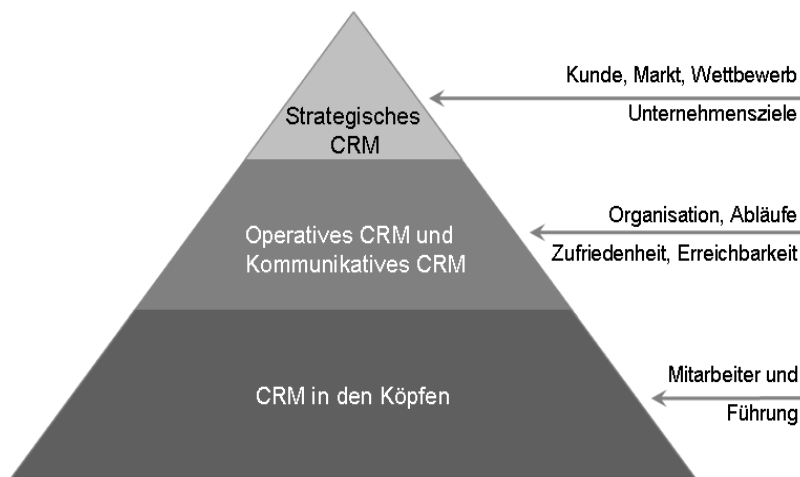 Kunde, Markt, Wettbewerb
Unternehmensziele
Strategisches
CRM
Organisation, Abläufe
Zufriedenheit, Erreichbarkeit
Operatives CRM und
Kommunikatives CRM
Mitarbeiter und
Führung
CRM in den Köpfen